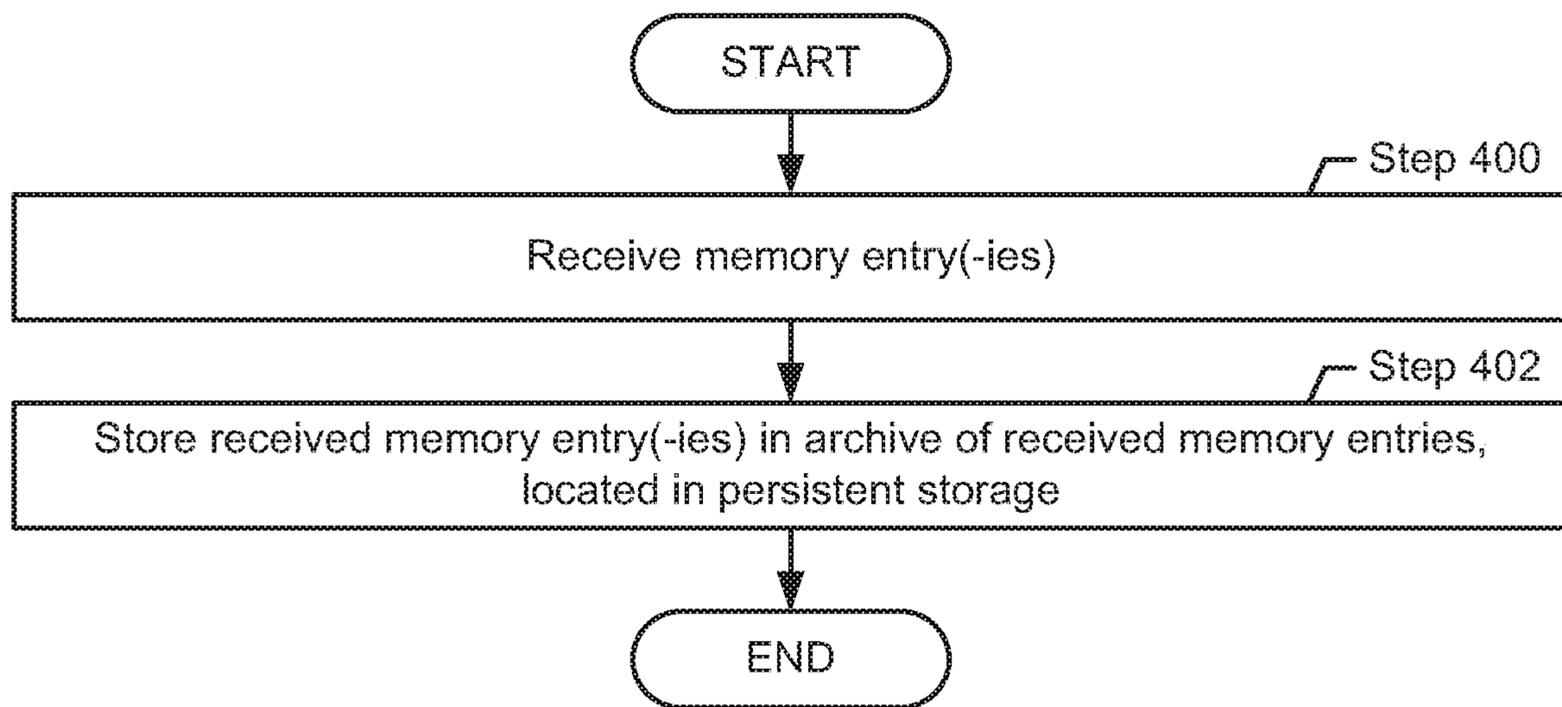 START
Step 400
Receive memory entry(-ies)
Step 402
Store received memory entry(-ies) in archive of received memory entries,
located in persistent storage
END